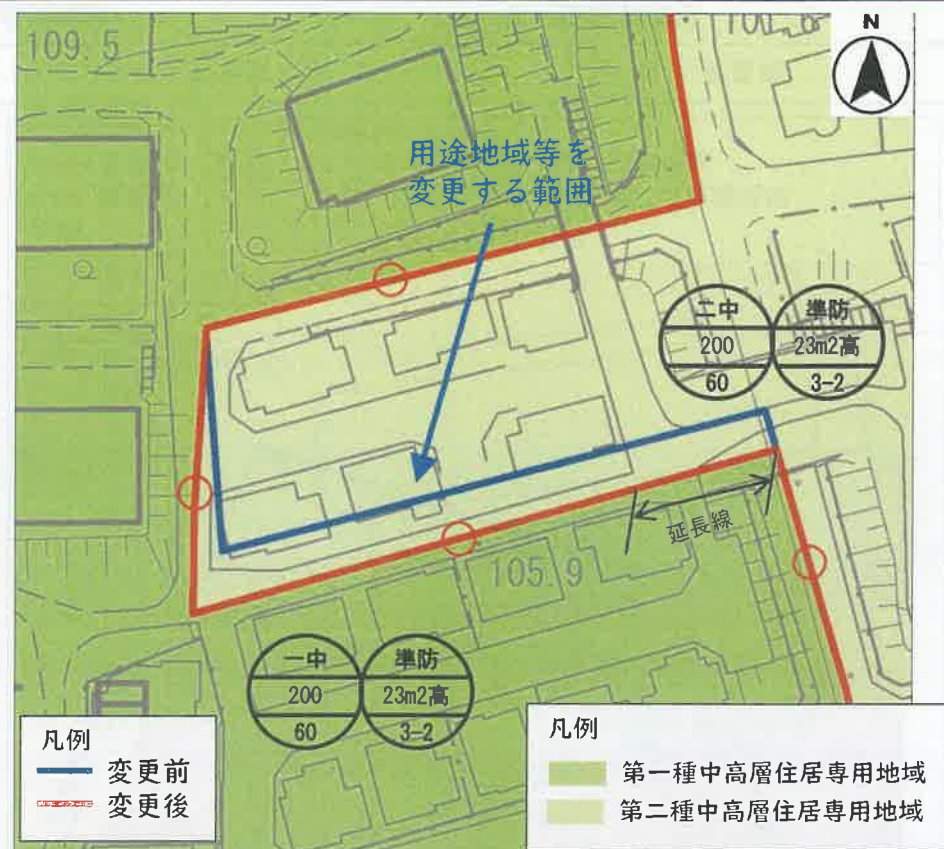 109.5
N
用途地域等を
変更する範囲
二中
200
60
準防
23m2高
3-2
延長線
105.9
一中
200
60
準防
23m2高
3-2
凡例
変更前
変更後
凡例
第一種中高層住居専用地域
第二種中高層住居専用地域